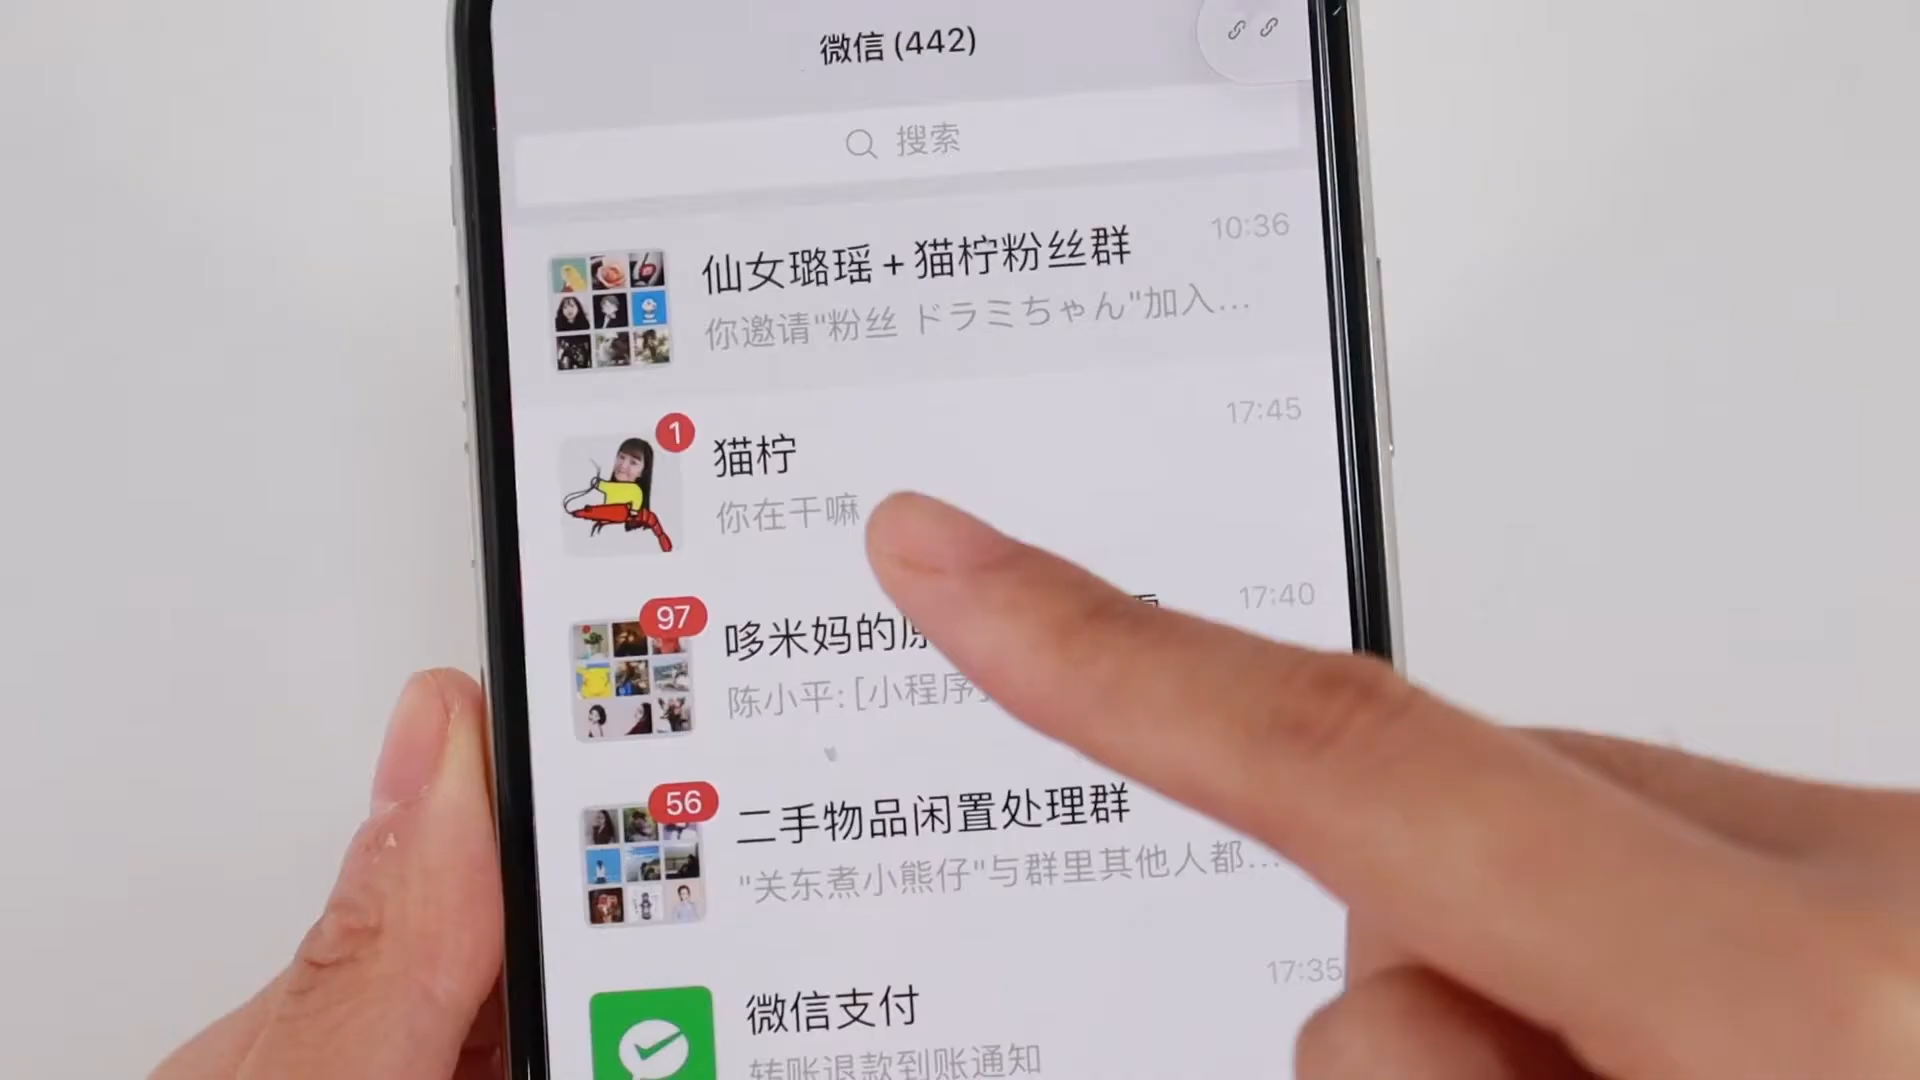 微信(442)
搜索
仙女璐瑶+猫柠粉丝群
10:36
你邀请"粉丝 ドラミちゃん"加入...
1
猫柠
17:45
你在干嘛
97
哆米妈的
17:40
陈小平:[小程序]
56
二手物品闲置处理群
"关东煮小熊仔"与群里其他人都...
微信支付
17:35
转账退款到账通知